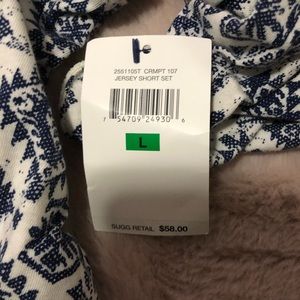 2551105T CRMPT 107
JERSEY SHORT SET
7 54709 24930 6
L
SUGG RETAIL $58.00